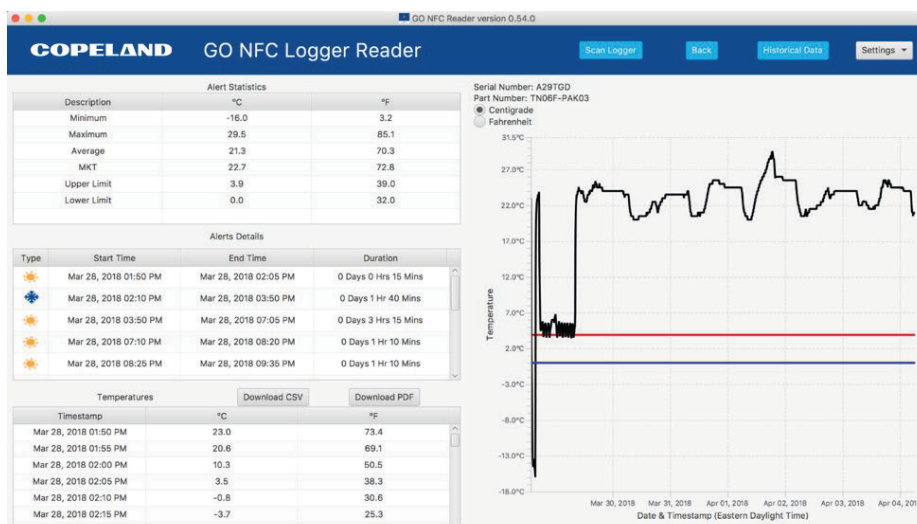 GO NFC Reader version 0.54.0
COPELAND GO NFC Logger Reader Scan Logger Back Historical Data Settings
Alert Statistics
Description °C °F
Minimum -16.0 3.2
Maximum 29.5 85.1
Average 21.3 70.3
MKT 22.7 72.8
Upper Limit 3.9 39.0
Lower Limit 0.0 32.0
Alerts Details
Type Start Time End Time Duration
Mar 28, 2018 01:50 PM Mar 28, 2018 02:05 PM 0 Days 0 Hrs 15 Mins
Mar 28, 2018 02:10 PM Mar 28, 2018 03:50 PM 0 Days 1 Hr 40 Mins
Mar 28, 2018 03:50 PM Mar 28, 2018 07:05 PM 0 Days 3 Hrs 15 Mins
Mar 28, 2018 07:10 PM Mar 28, 2018 08:20 PM 0 Days 1 Hr 10 Mins
Mar 28, 2018 08:25 PM Mar 28, 2018 09:35 PM 0 Days 1 Hr 10 Mins
Temperatures Download CSV Download PDF
Timestamp °C °F
Mar 28, 2018 01:50 PM 23.0 73.4
Mar 28, 2018 01:55 PM 20.6 69.1
Mar 28, 2018 02:00 PM 10.3 50.5
Mar 28, 2018 02:05 PM 3.5 38.3
Mar 28, 2018 02:10 PM -0.8 30.6
Mar 28, 2018 02:15 PM -3.7 25.3
Serial Number: A29TGD
Part Number: TN06F-PAK03
Centigrade
Fahrenheit
31.5°C
27.0°C
22.0°C
17.0°C
12.0°C
7.0°C
2.0°C
-3.0°C
-8.0°C
-13.0°C
-18.0°C
Temperature
Mar 30, 2018 Mar 31, 2018 Apr 01, 2018 Apr 02, 2018 Apr 03, 2018 Apr 04, 201
Date & Timestamp (Eastern Daylight Time)